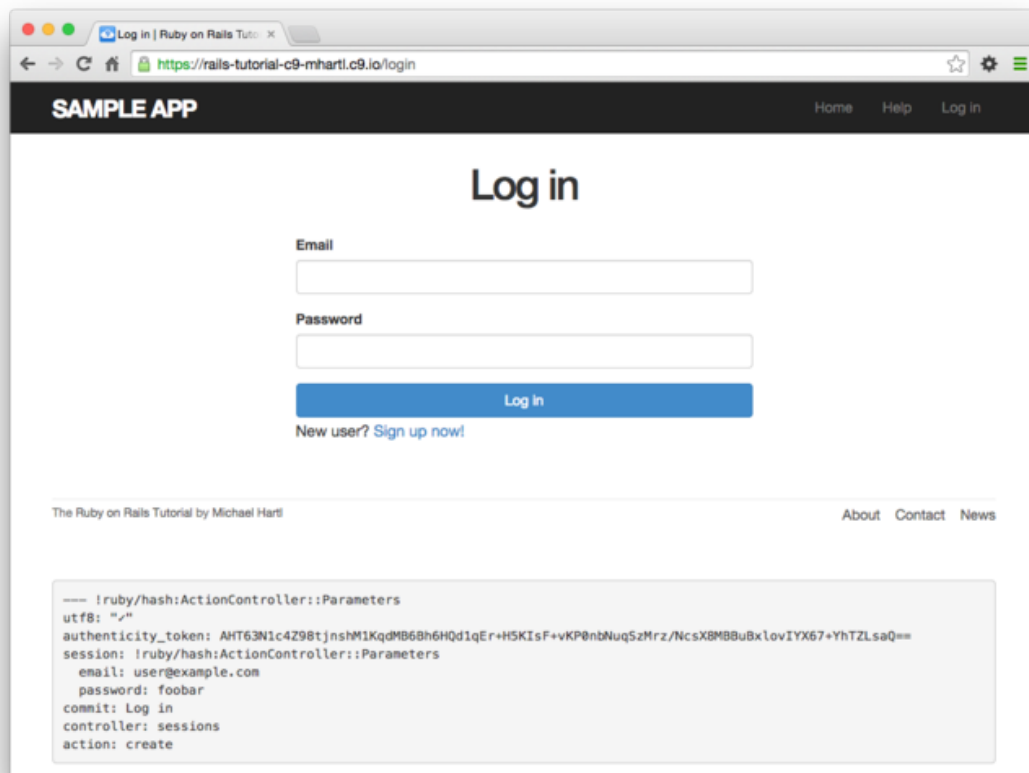 Log in | Ruby on Rails Tuto
https://rails-tutorial-c9-mhartl.c9.io/login
SAMPLE APP
Home Help Log in
Log in
Email
Password
Log in
New user? Sign up now!
The Ruby on Rails Tutorial by Michael Hartl
About Contact News
--- !ruby/hash:ActionController::Parameters
utf8: "✓"
authenticity_token: AHT63N1c4Z98tjnshM1KqdMB6Bh6HQd1qEr+H5KIsF+vKP0nbNuqSzMrz/NcsX8MBBuBxlovIYX67+YhTZLsaQ==
session: !ruby/hash:ActionController::Parameters
email: user@example.com
password: foobar
commit: Log in
controller: sessions
action: create